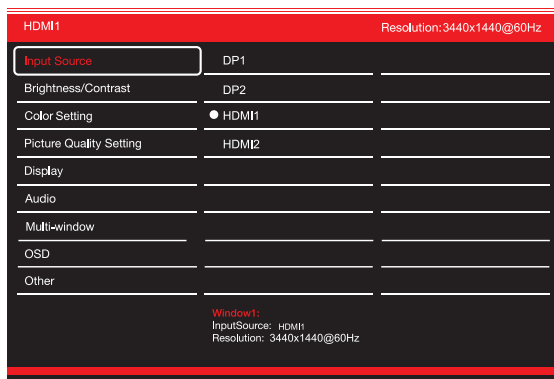 HDMI1 Resolution:3440x1440@60Hz
Input Source DP1
Brightness/Contrast DP2
Color Setting HDMI1
Picture Quality Setting HDMI2
Display
Audio
Multi-window
OSD
Other
Window1:
InputSource: HDMI1
Resolution: 3440x1440@60Hz